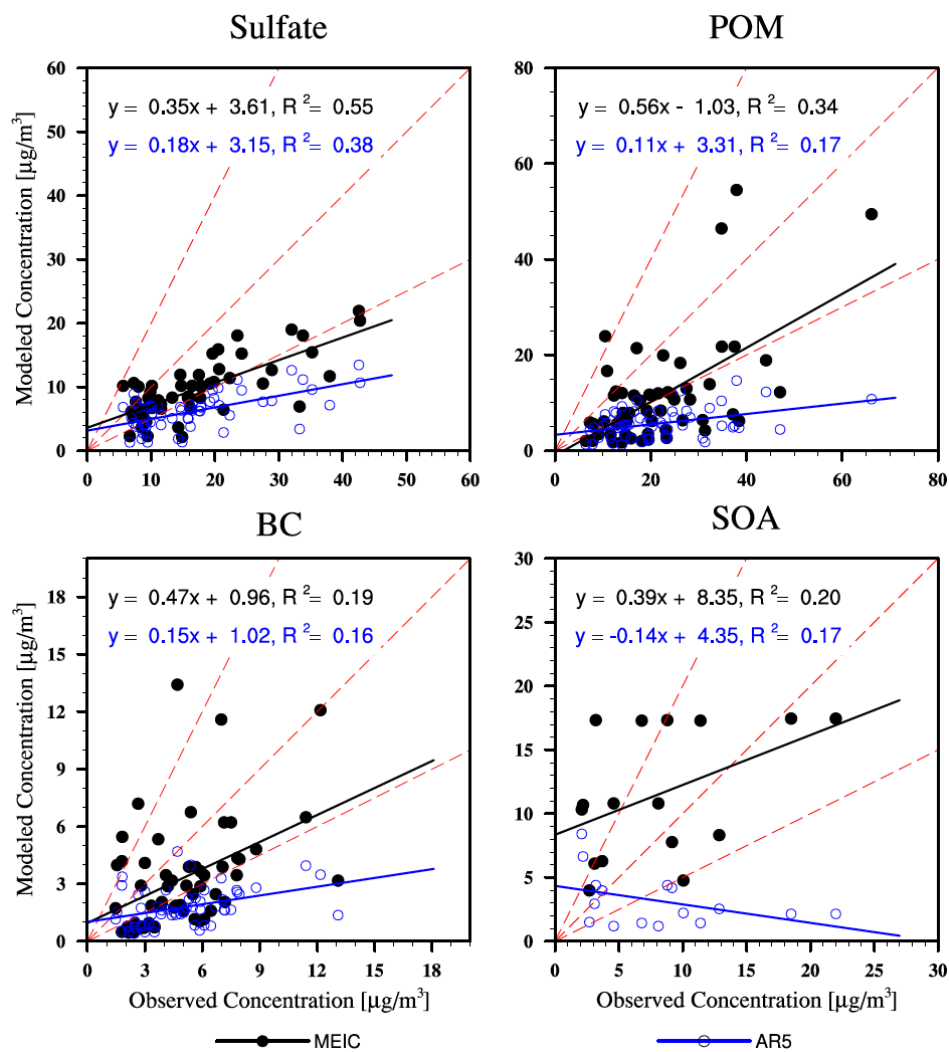 Sulfate
POM
60
50
40
30
20
10
0
Modeled Concentration [μg/m³]
y = 0.35x + 3.61, R ²= 0.55
y = 0.18x + 3.15, R ²= 0.38
0 10 20 30 40 50 60
80
60
40
20
0
y = 0.56x - 1.03, R ²= 0.34
y = 0.11x + 3.31, R ²= 0.17
0 20 40 60 80
BC
SOA
18
15
12
9
6
3
0
Modeled Concentration [μg/m³]
y = 0.47x + 0.96, R ²= 0.19
y = 0.15x + 1.02, R ²= 0.16
0 3 6 9 12 15 18
Observed Concentration [μg/m³]
30
25
20
15
10
5
0
y = 0.39x + 8.35, R ²= 0.20
y = -0.14x + 4.35, R ²= 0.17
0 5 10 15 20 25 30
Observed Concentration [μg/m³]
MEIC
AR5